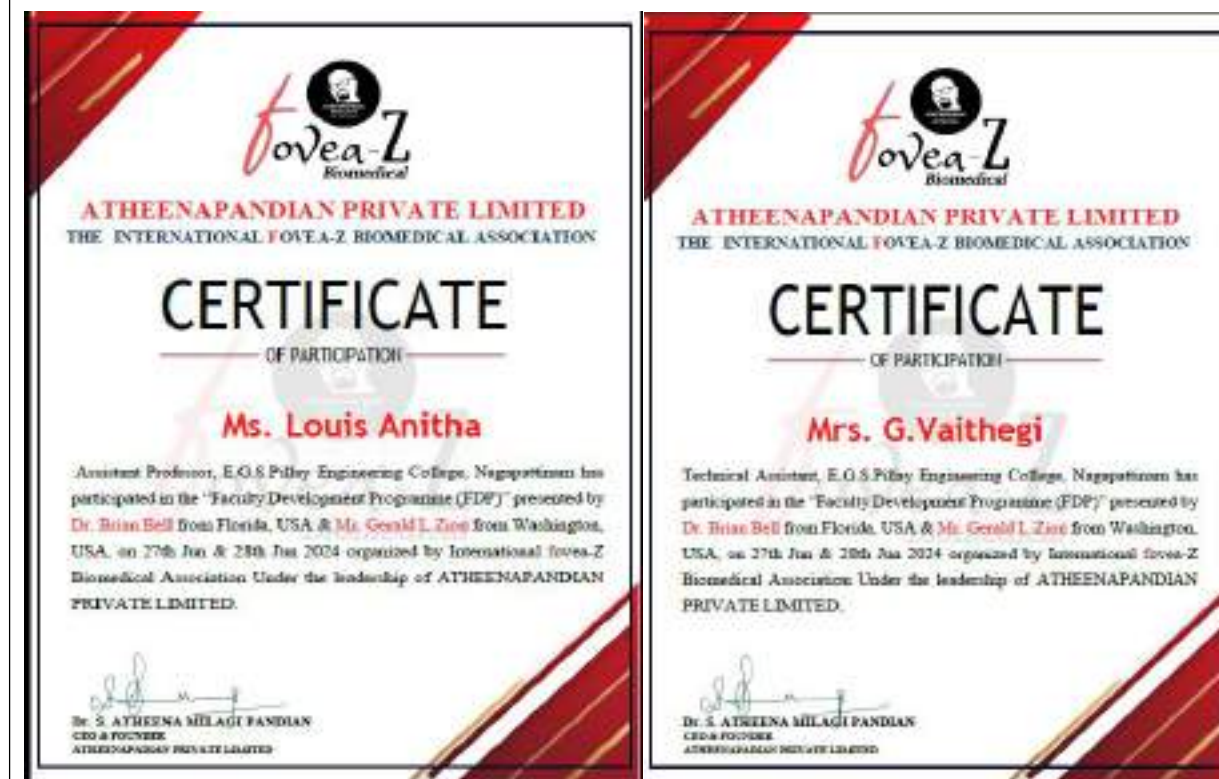 fovea-Z
Biomedical
ATHEENAPANDIAN PRIVATE LIMITED
THE INTERNATIONAL FOVEA-Z BIOMEDICAL ASSOCIATION
CERTIFICATE
OF PARTICIPATION
Ms. Louis Anitha
Assistant Professor, E.G.S.Pillay Engineering College, Nagapattinam has
participated in the "Faculty Development Programme (FDP)" presented by
Dr. Brian Bell from Florida, USA & Mr. Gerald L. Zion from Washington,
USA, on 27th Jan & 28th Jan 2024 organized by International fovea-Z
Biomedical Association Under the leadership of ATHEENAPANDIAN
PRIVATE LIMITED.
Dr. S. ATHEENA MILAGI PANDIAN
CEO & FOUNDER
ATHEENAPANDIAN PRIVATE LIMITED
fovea-Z
Biomedical
ATHEENAPANDIAN PRIVATE LIMITED
THE INTERNATIONAL FOVEA-Z BIOMEDICAL ASSOCIATION
CERTIFICATE
OF PARTICIPATION
Mrs. G.Vaithegi
Technical Assistant, E.G.S.Pillay Engineering College, Nagapattinam has
participated in the "Faculty Development Programme (FDP)" presented by
Dr. Brian Bell from Florida, USA & Mr. Gerald L. Zion from Washington,
USA, on 27th Jan & 28th Jan 2024 organized by International fovea-Z
Biomedical Association Under the leadership of ATHEENAPANDIAN
PRIVATE LIMITED.
Dr. S. ATHEENA MILAGI PANDIAN
CEO & FOUNDER
ATHEENAPANDIAN PRIVATE LIMITED